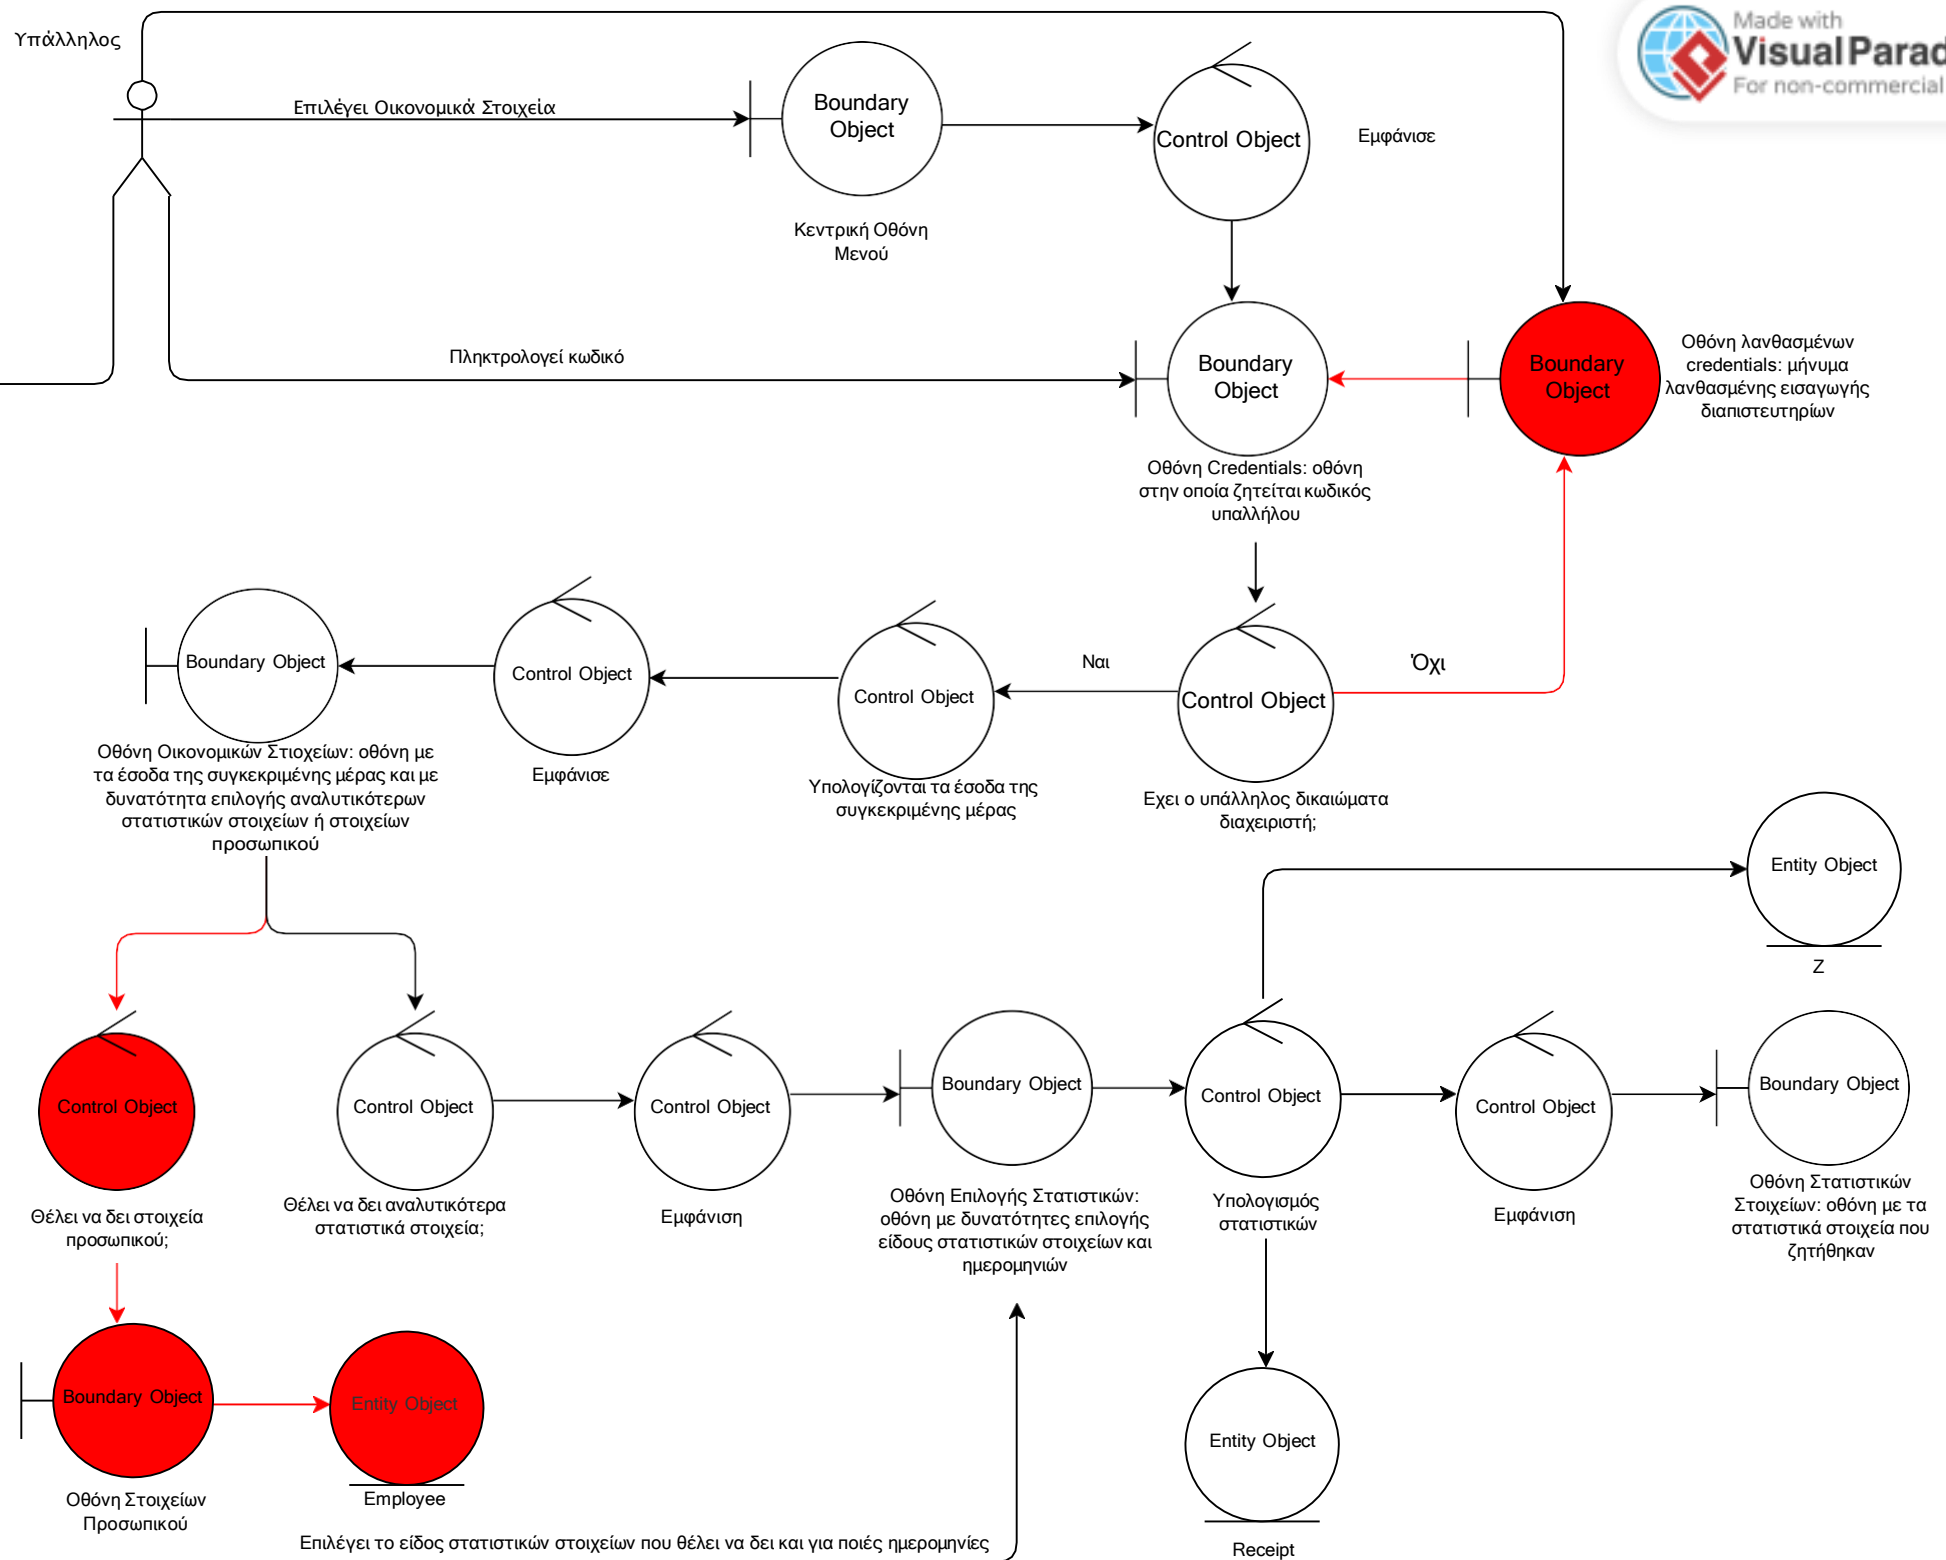 Υπάλληλος
Made with
Visual Parad
For non-commercial
Επιλέγει Οικονομικά Στοιχεία
Boundary
Object
Control Object
Εμφάνισε
Κεντρική Οθόνη
Μενού
Πληκτρολογεί κωδικό
Boundary
Object
Boundary
Object
Οθόνη λανθασμένων
credentials: μήνυμα
λανθασμένης εισαγωγής
διαπιστευτηρίων
Οθόνη Credentials: οθόνη
στην οποία ζητείται κωδικός
υπαλλήλου
Boundary Object
Control Object
Control Object
Ναι
Control Object
Όχι
Οθόνη Οικονομικών Στιοχείων: οθόνη με
τα έσοδα της συγκεκριμένης μέρας και με
δυνατότητα επιλογής αναλυτικότερων
στατιστικών στοιχείων ή στοιχείων
προσωπικού
Εμφάνισε
Υπολογίζονται τα έσοδα της
συγκεκριμένης μέρας
Εχει ο υπάλληλος δικαιώματα
διαχειριστή;
Entity Object
Z
Control Object
Control Object
Control Object
Boundary Object
Control Object
Control Object
Boundary Object
Θέλει να δει στοιχεία
προσωπικού;
Θέλει να δει αναλυτικότερα
στατιστικά στοιχεία;
Εμφάνιση
Οθόνη Επιλογής Στατιστικών:
οθόνη με δυνατότητες επιλογής
είδους στατιστικών στοιχείων και
ημερομηνιών
Υπολογισμός
στατιστικών
Εμφάνιση
Οθόνη Στατιστικών
Στοιχείων: οθόνη με τα
στατιστικά στοιχεία που
ζητήθηκαν
Boundary Object
Entity Object
Entity Object
Οθόνη Στοιχείων
Προσωπικού
Employee
Επιλέγει το είδος στατιστικών στοιχείων που θέλει να δει και για ποιές ημερομηνίες
Receipt